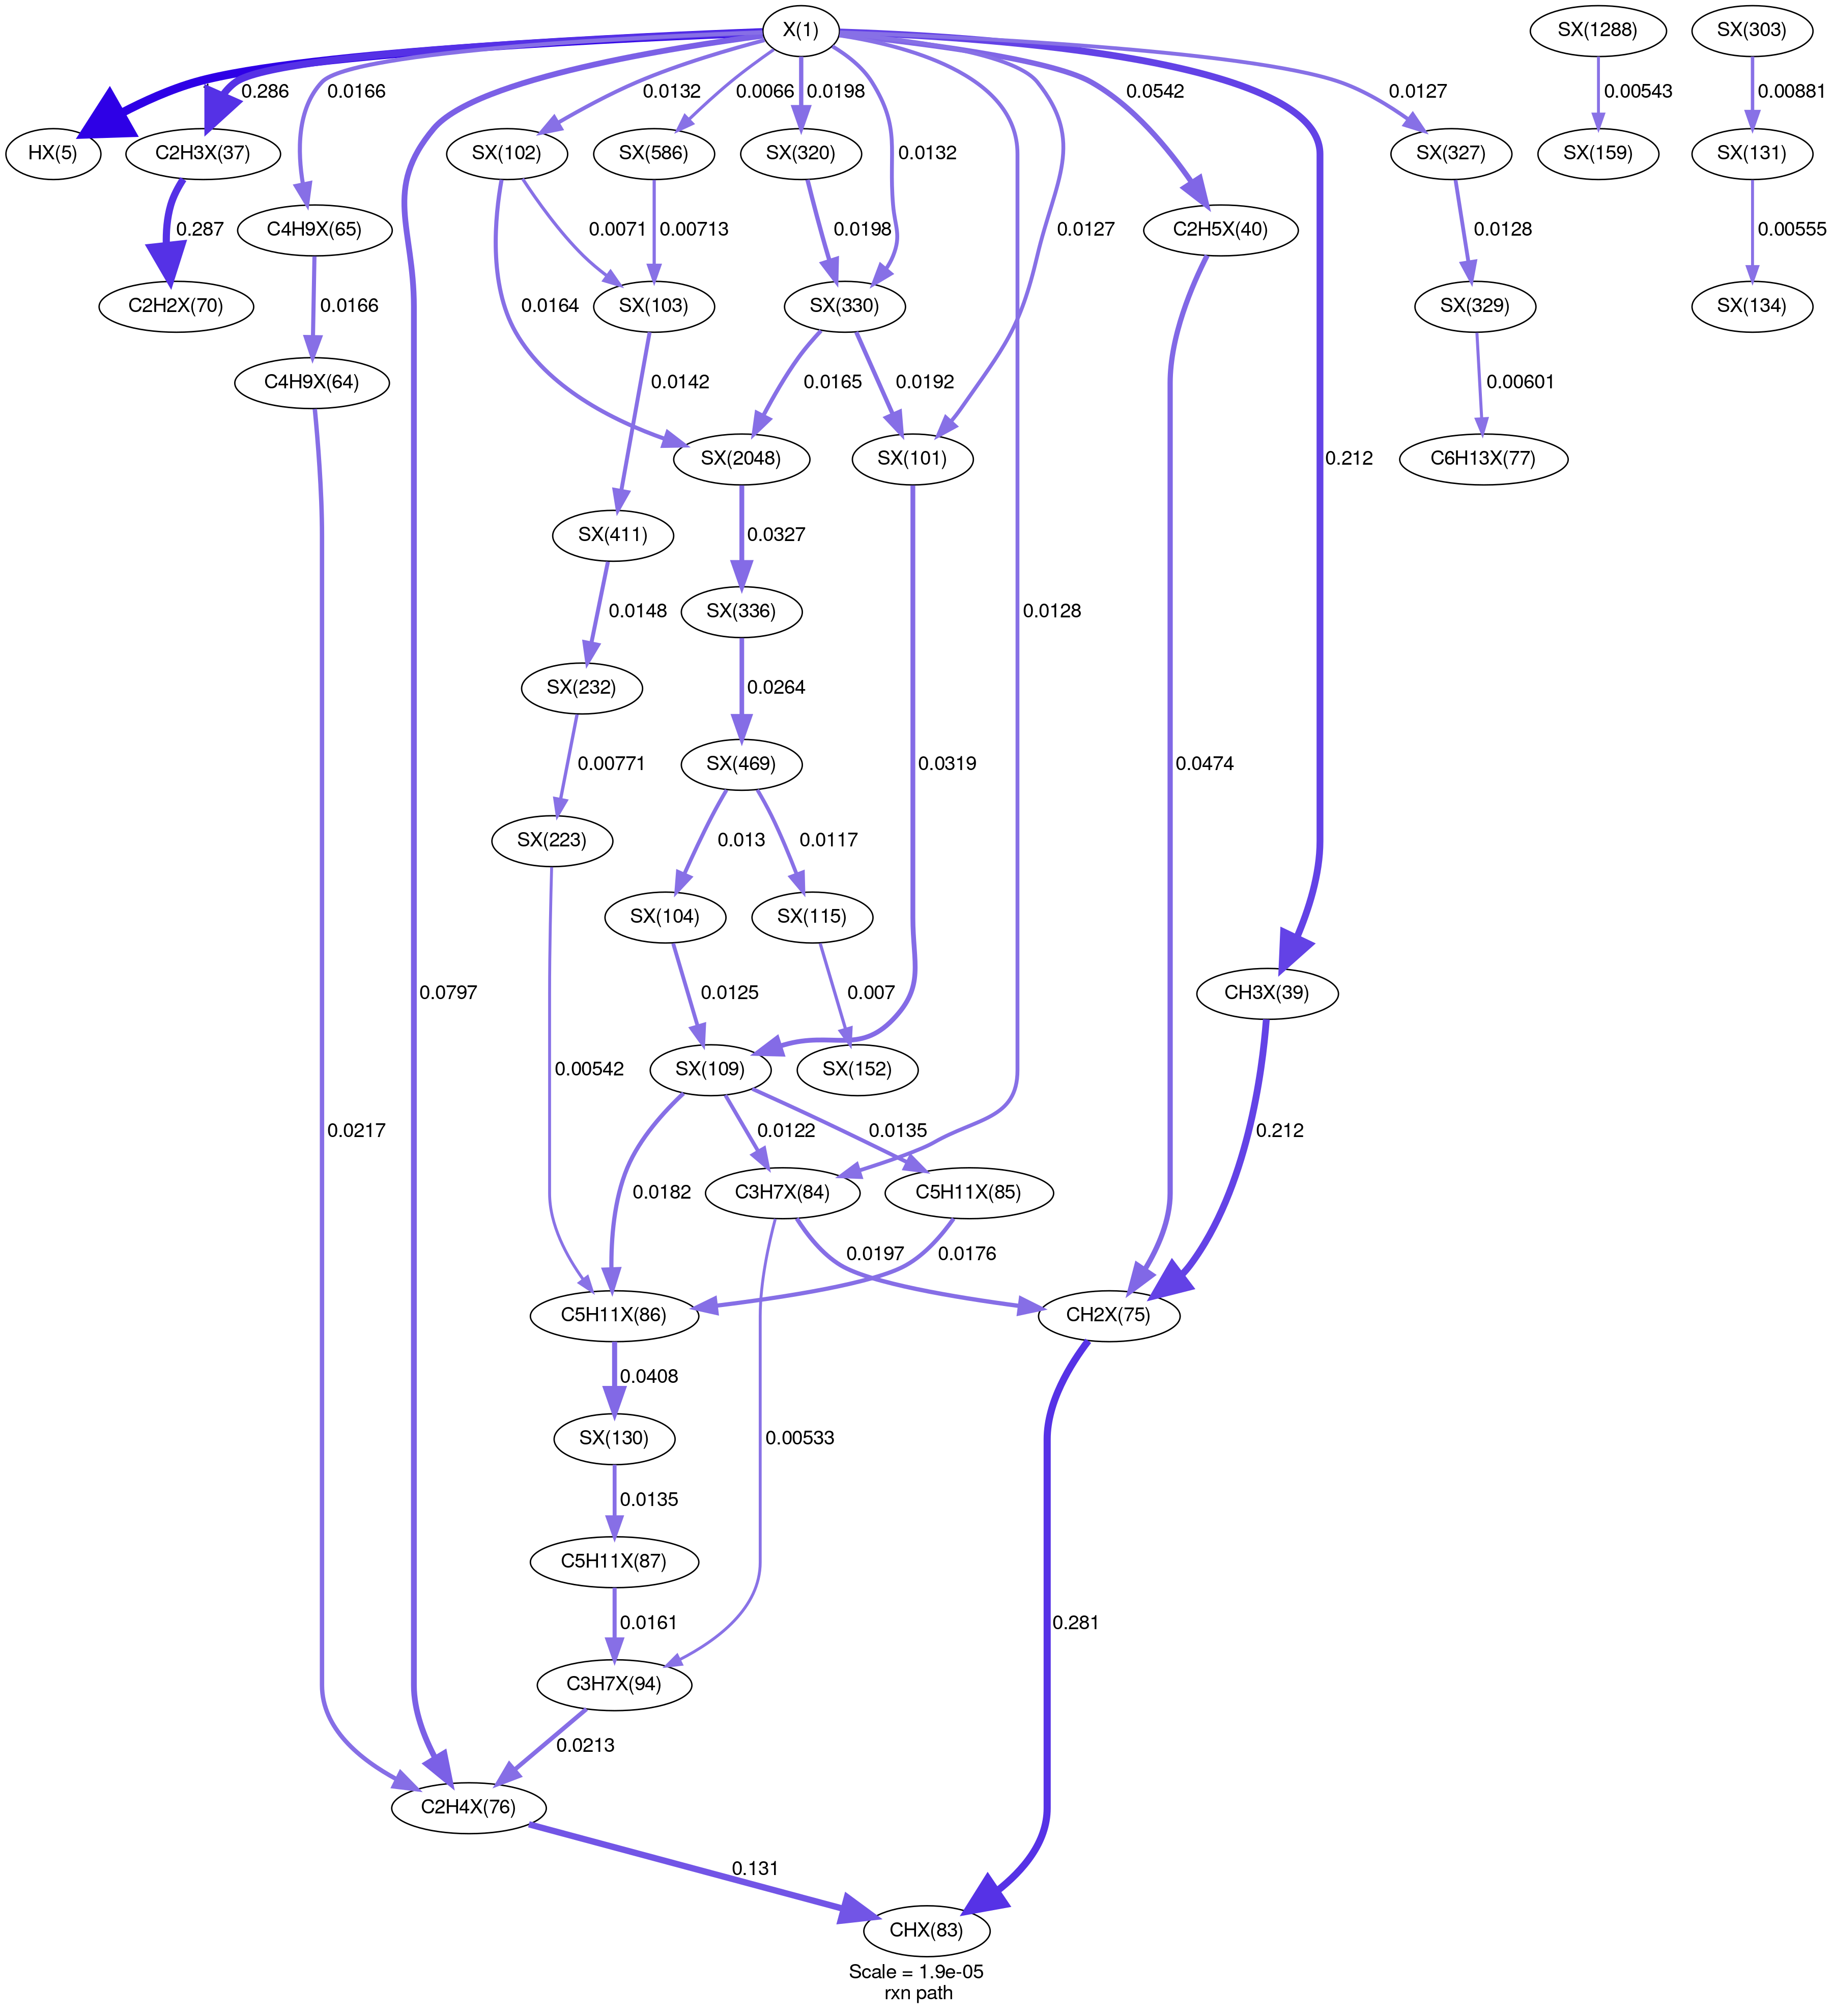 X(1)
SX(1288)
SX(303)
0.286
0.0166
0.0132
0.0066
0.0198
0.0132
0.0542
0.0127
0.00543
0.00881
HX(5)
C2H3X(37)
SX(102)
SX(586)
SX(320)
SX(327)
SX(159)
SX(131)
0.287
C4H9X(65)
0.0071
0.00713
0.0198
0.0127
C2H5X(40)
0.0128
0.00555
C2H2X(70)
0.0166
0.0164
SX(103)
SX(330)
SX(329)
SX(134)
C4H9X(64)
0.0142
0.0165
0.0192
0.00601
SX(2048)
SX(101)
0.212
C6H13X(77)
SX(411)
0.0327
0.0148
SX(336)
0.0128
SX(232)
0.0264
0.00771
SX(469)
0.0319
0.0474
SX(223)
0.013
0.0117
SX(104)
SX(115)
0.0797
0.0125
0.007
CH3X(39)
0.00542
SX(109)
SX(152)
0.0217
0.0122
0.0135
0.212
0.0182
C3H7X(84)
C5H11X(85)
0.0197
0.0176
C5H11X(86)
CH2X(75)
0.0408
SX(130)
0.00533
0.0135
C5H11X(87)
0.0161
0.281
C3H7X(94)
0.0213
C2H4X(76)
0.131
CHX(83)
Scale = 1.9e-05
rxn path